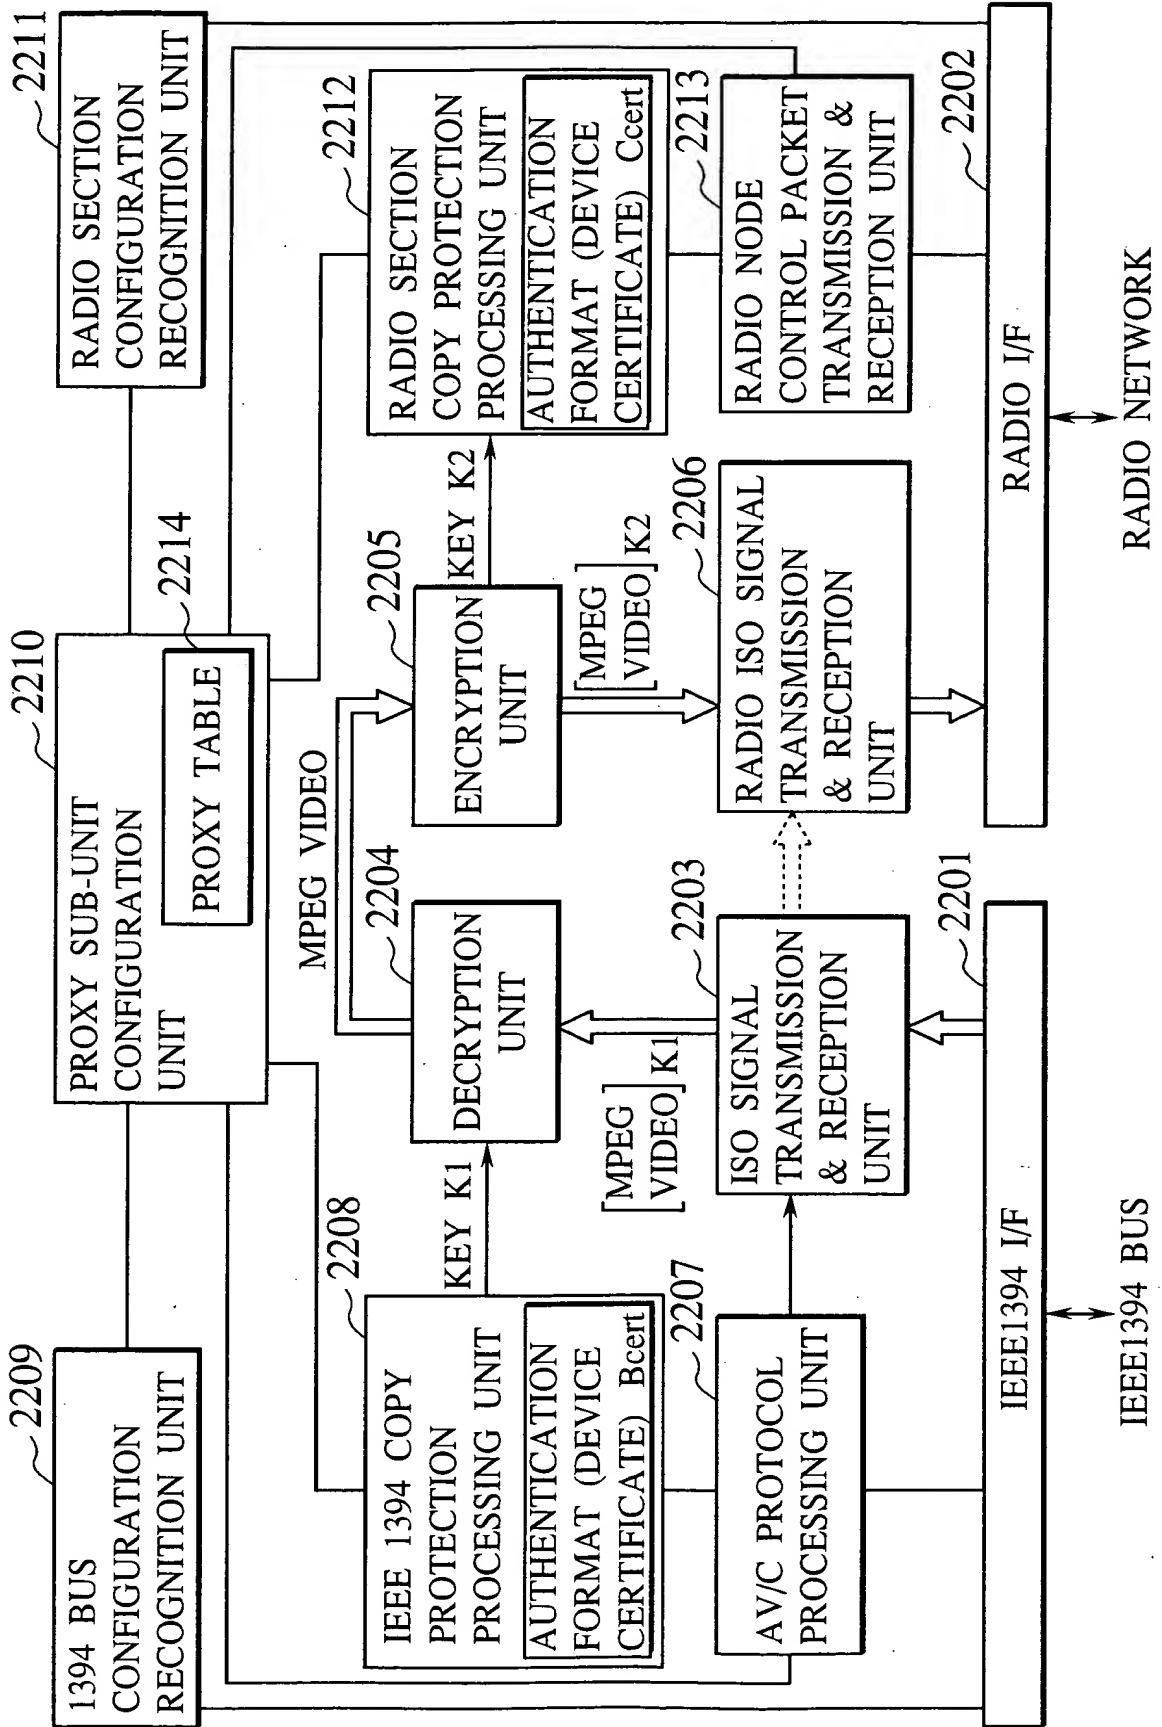 2209
1394 BUS
CONFIGURATION
RECOGNITION UNIT
2210
PROXY SUB-UNIT
CONFIGURATION
UNIT
2214
PROXY TABLE
2211
RADIO SECTION
CONFIGURATION
RECOGNITION UNIT
MPEG VIDEO
2208
IEEE 1394 COPY
PROTECTION
PROCESSING UNIT
AUTHENTICATION
FORMAT (DEVICE
CERTIFICATE) Bcert
KEY K1
2204
DECRYPTION
UNIT
2205
ENCRYPTION
UNIT
KEY K2
2212
RADIO SECTION
COPY PROTECTION
PROCESSING UNIT
AUTHENTICATION
FORMAT (DEVICE
CERTIFICATE) Ccert
[MPEG
VIDEO] K1
[MPEG
VIDEO] K2
2207
AV/C PROTOCOL
PROCESSING UNIT
2203
ISO SIGNAL
TRANSMISSION
& RECEPTION
UNIT
2206
RADIO ISO SIGNAL
TRANSMISSION
& RECEPTION
UNIT
2213
RADIO NODE
CONTROL PACKET
TRANSMISSION &
RECEPTION UNIT
2201
IEEE1394 I/F
2202
RADIO I/F
IEEE1394 BUS
RADIO NETWORK